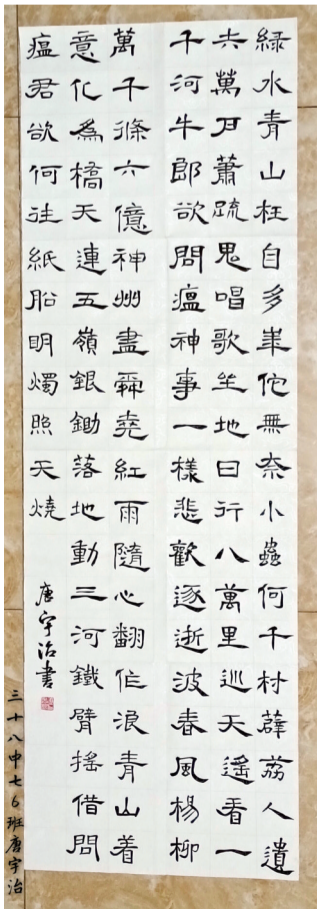 綠水青山枉自多華佗無奈小蟲何千村薜荔人遺
矢萬戶蕭疏鬼唱歌坐地日行八萬里巡天遙看一
千河牛郎欲問瘟神事一樣悲歡逐逝波春風楊柳
萬千條六億神州盡舜堯紅雨隨心翻作浪青山着
意化為橋天連五嶺銀鋤落地動三河鐵臂搖借問
瘟君欲何往紙船明燭照天燒
唐宇治書
三十八中七6班唐宇治